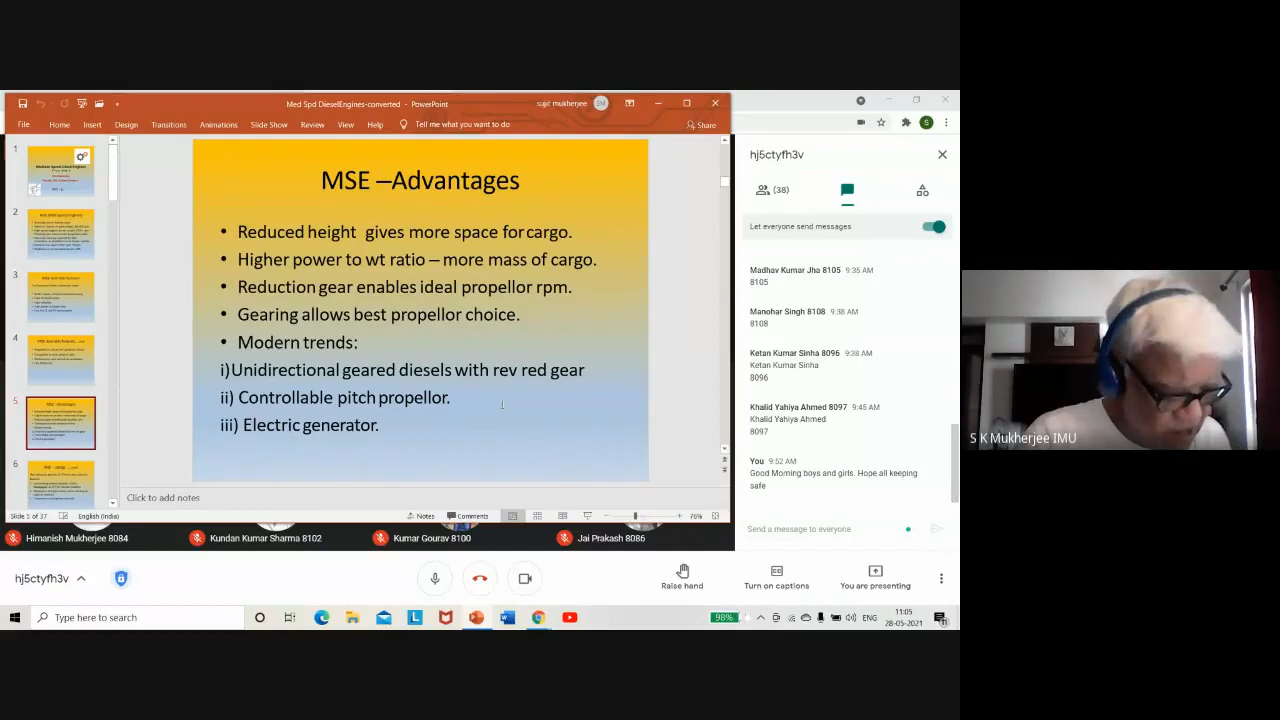 Med Spd DieselEngines-converted - PowerPoint
sujit mukherjee
SM
File Home Insert Design Transitions Animations Slide Show Review View Help Tell me what you want to do Share
1
2
3
4
5
6
MSE –Advantages
• Reduced height gives more space for cargo.
• Higher power to wt ratio – more mass of cargo.
• Reduction gear enables ideal propellor rpm.
• Gearing allows best propellor choice.
• Modern trends:
i)Unidirectional geared diesels with rev red gear
ii) Controllable pitch propellor.
iii) Electric generator.
Click to add notes
Slide 5 of 37 English (India) Notes Comments 76%
Himanish Mukherjee 8084
Kundan Kumar Sharma 8102
Kumar Gourav 8100
Jai Prakash 8086
hj5ctyfh3v
(38)
Let everyone send messages
Madhav Kumar Jha 8105 9:35 AM
8105
Manohar Singh 8108 9:38 AM
8108
Ketan Kumar Sinha 8096 9:38 AM
Ketan Kumar Sinha
8096
Khalid Yahiya Ahmed 8097 9:45 AM
Khalid Yahiya Ahmed
8097
You 9:52 AM
Good Morning boys and girls. Hope all keeping
safe
Send a message to everyone
S K Mukherjee IMU
hj5ctyfh3v
Raise hand
Turn on captions
You are presenting
Type here to search
98%
ENG
11:05
28-05-2021